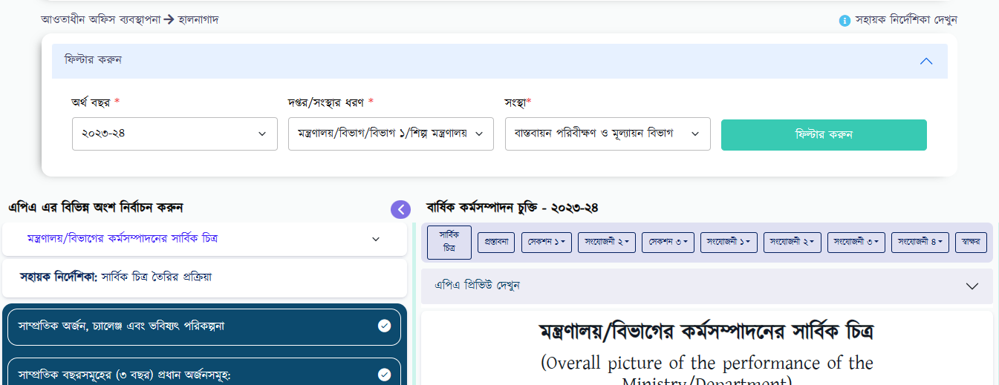 আওতাধীন অফিস ব্যবস্থাপনা → হালনাগাদ
সহায়ক নির্দেশিকা দেখুন
ফিল্টার করুন
অর্থ বছর *
দপ্তর/সংস্থার ধরণ *
সংস্থা*
২০২৩-২৪
মন্ত্রণালয়/বিভাগ/বিভাগ ১/শিল্প মন্ত্রণালয়
বাস্তবায়ন পরিবীক্ষণ ও মূল্যায়ন বিভাগ
ফিল্টার করুন
এপিএ এর বিভিন্ন অংশ নির্বাচন করুন
মন্ত্রণালয়/বিভাগের কর্মসম্পাদনের সার্বিক চিত্র
সহায়ক নির্দেশিকা: সার্বিক চিত্র তৈরির প্রক্রিয়া
সাম্প্রতিক অর্জন, চ্যালেঞ্জ এবং ভবিষ্যৎ পরিকল্পনা
সাম্প্রতিক বছরসমূহের (৩ বছর) প্রধান অর্জনসমূহ:
বার্ষিক কর্মসম্পাদন চুক্তি - ২০২৩-২৪
সার্বিক
চিত্র
প্রস্তাবনা
সেকশন ১
সংযোজনী ২
সেকশন ৩
সংযোজনী ১
সংযোজনী ২
সংযোজনী ৩
সংযোজনী ৪
স্বাক্ষর
এপিএ প্রিভিউ দেখুন
মন্ত্রণালয়/বিভাগের কর্মসম্পাদনের সার্বিক চিত্র
(Overall picture of the performance of the
Ministry/Department)